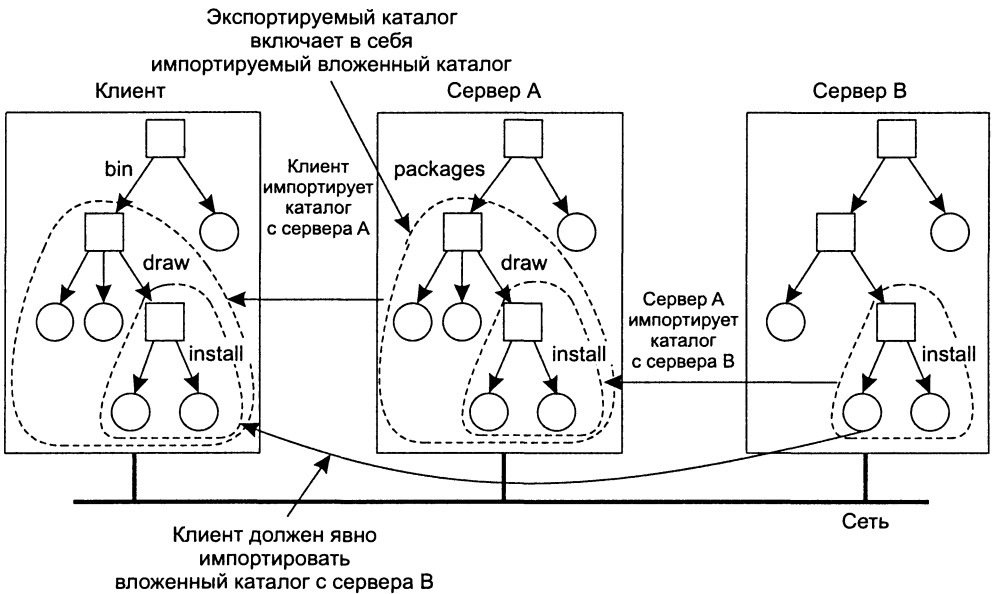 Экспортируемый каталог
включает в себя
импортируемый вложенный каталог
Клиент
Сервер A
Сервер B
bin
Клиент
импортирует
каталог
с сервера A
packages
draw
draw
Сервер A
импортирует
каталог
с сервера B
install
install
install
Сеть
Клиент должен явно
импортировать
вложенный каталог с сервера B